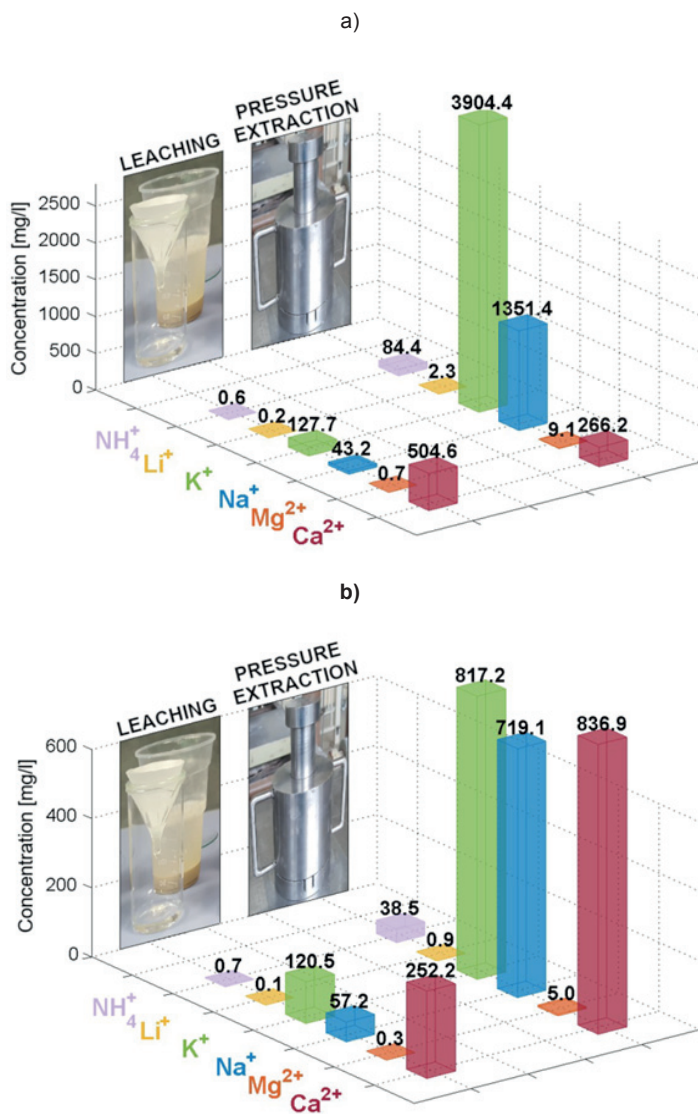 a)
PRESSURE
EXTRACTION
LEACHING
3904.4
Concentration [mg/l]
2500
2000
1500
1000
500
0
84.4
2.3
1351.4
9.1
266.2
0.6
0.2
127.7
43.2
0.7
504.6
NH₄⁺
Li⁺
K⁺
Na⁺
Mg²⁺
Ca²⁺
b)
PRESSURE
EXTRACTION
LEACHING
817.2
719.1
836.9
Concentration [mg/l]
600
400
200
0
38.5
0.9
5.0
0.7
0.1
120.5
57.2
0.3
252.2
NH₄⁺
Li⁺
K⁺
Na⁺
Mg²⁺
Ca²⁺